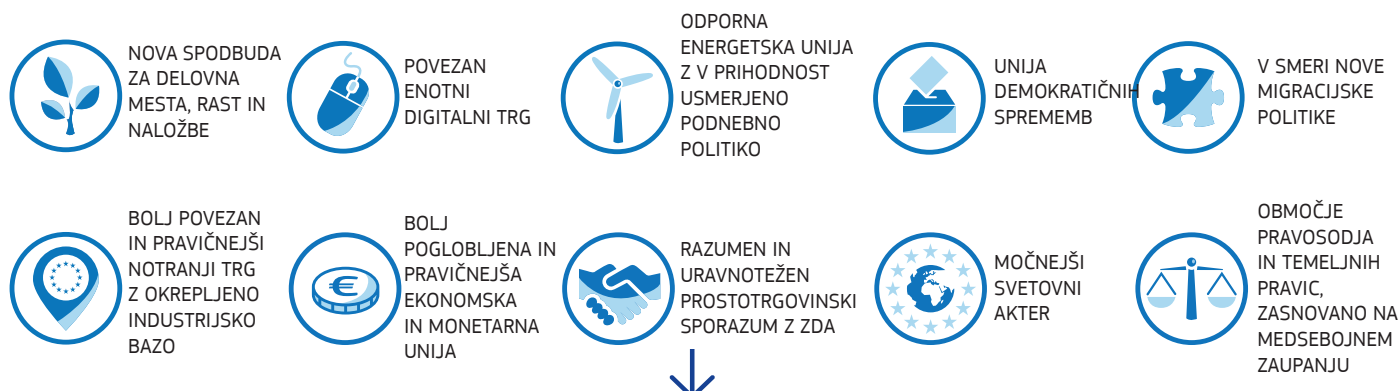 NOVA SPODBUDA
ZA DELOVNA
MESTA, RAST IN
NALOŽBE
POVEZAN
ENOTNI
DIGITALNI TRG
ODPORNA
ENERGETSKA UNIJA
Z V PRIHODNOST
USMERJENO
PODNEBNO
POLITIKO
UNIJA
DEMOKRATIČNIH
SPREMEMB
V SMERI NOVE
MIGRACIJSKE
POLITIKE
BOLJ POVEZAN
IN PRAVIČNEJŠI
NOTRANJI TRG
Z OKREPLJENO
INDUSTRIJSKO
BAZO
BOLJ
POGLOBLJENA IN
PRAVIČNEJŠA
EKONOMSKA
IN MONETARNA
UNIJA
RAZUMEN IN
URAVNOTEŽEN
PROSTOTRGOVINSKI
SPORAZUM Z ZDA
MOČNEJŠI
SVETOVNI
AKTER
OBMOČJE
PRAVOSODJA
IN TEMELJNIH
PRAVIC,
ZASNOVANO NA
MEDSEBOJNEM
ZAUPANJU